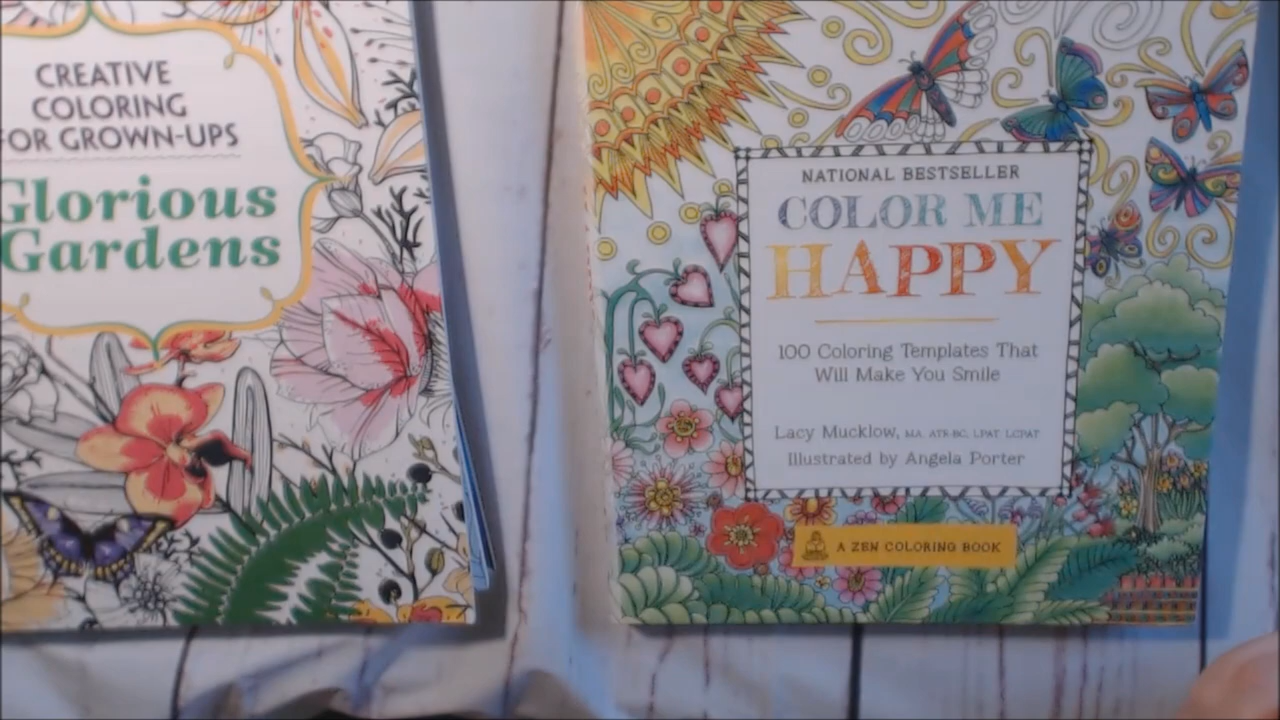 CREATIVE
COLORING
FOR GROWN-UPS
Glorious
Gardens
NATIONAL BESTSELLER
COLOR ME
HAPPY
100 Coloring Templates That
Will Make You Smile
Lacy Mucklow, MA, ATR-BC, LPAT, LCPAT
Illustrated by Angela Porter
A ZEN COLORING BOOK